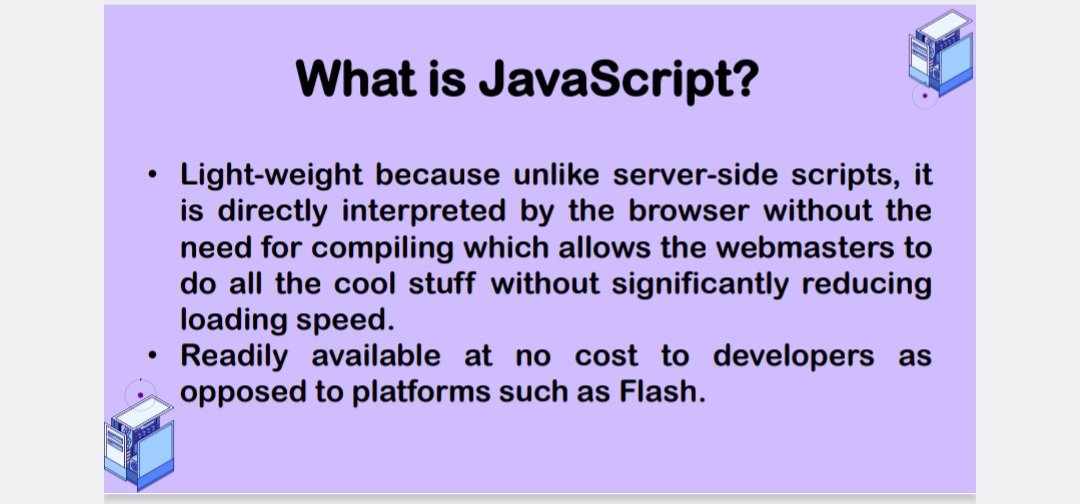 What is JavaScript?
• Light-weight because unlike server-side scripts, it
is directly interpreted by the browser without the
need for compiling which allows the webmasters to
do all the cool stuff without significantly reducing
loading speed.
• Readily available at no cost to developers as
opposed to platforms such as Flash.